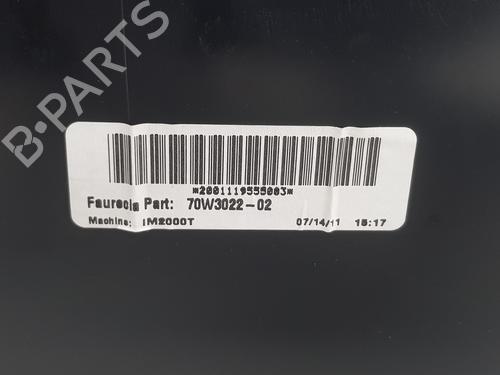 B-PARTS
*2001119555003*
Faurecia Part: 70W3022-02
Machine: IM2000T 07/14/11 15:17